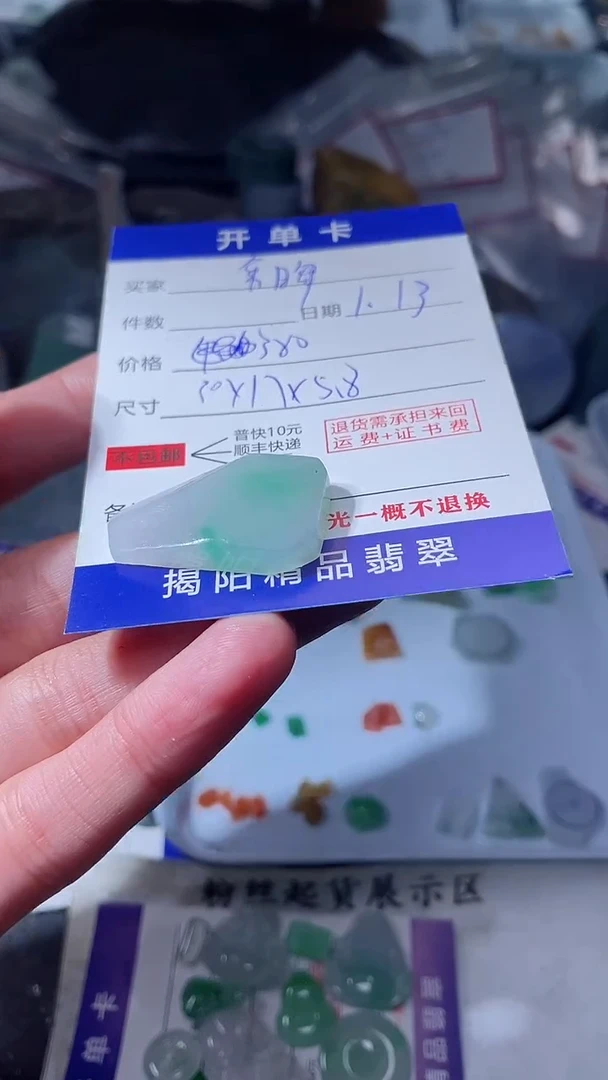 开单卡
买家
件数
日期 1.13
价格 380
尺寸 30X17X5.8
不包邮
普快10元
顺丰快递
退货需承担来回
运费+证书费
光一概不退换
揭阳精品翡翠
粉丝起货展示区
单卡